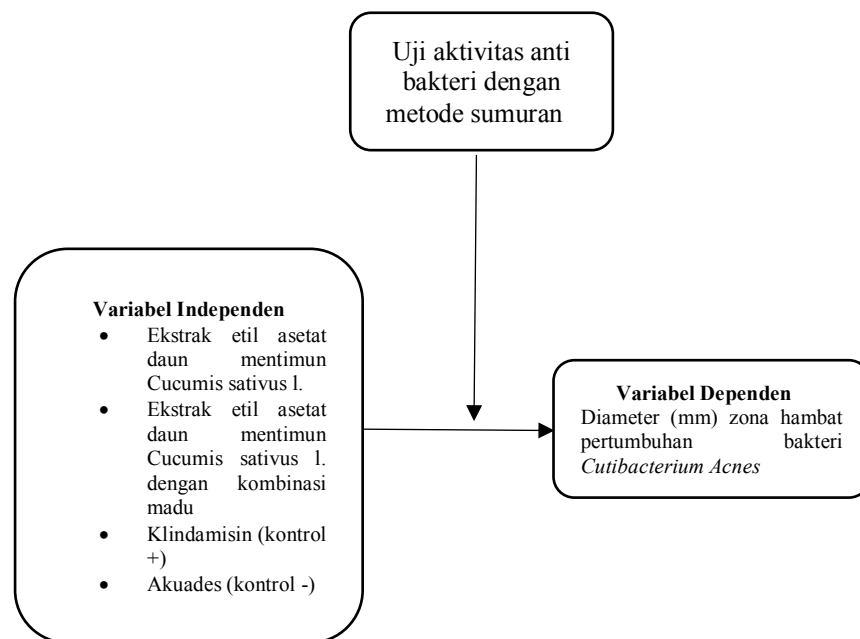 Uji aktivitas anti
bakteri dengan
metode sumuran
Variabel Independen
• Ekstrak etil asetat
daun mentimun
Cucumis sativus l.
• Ekstrak etil asetat
daun mentimun
Cucumis sativus l.
dengan kombinasi
madu
• Klindamisin (kontrol
+)
• Akuades (kontrol -)
Variabel Dependen
Diameter (mm) zona hambat
pertumbuhan bakteri
Cutibacterium Acnes